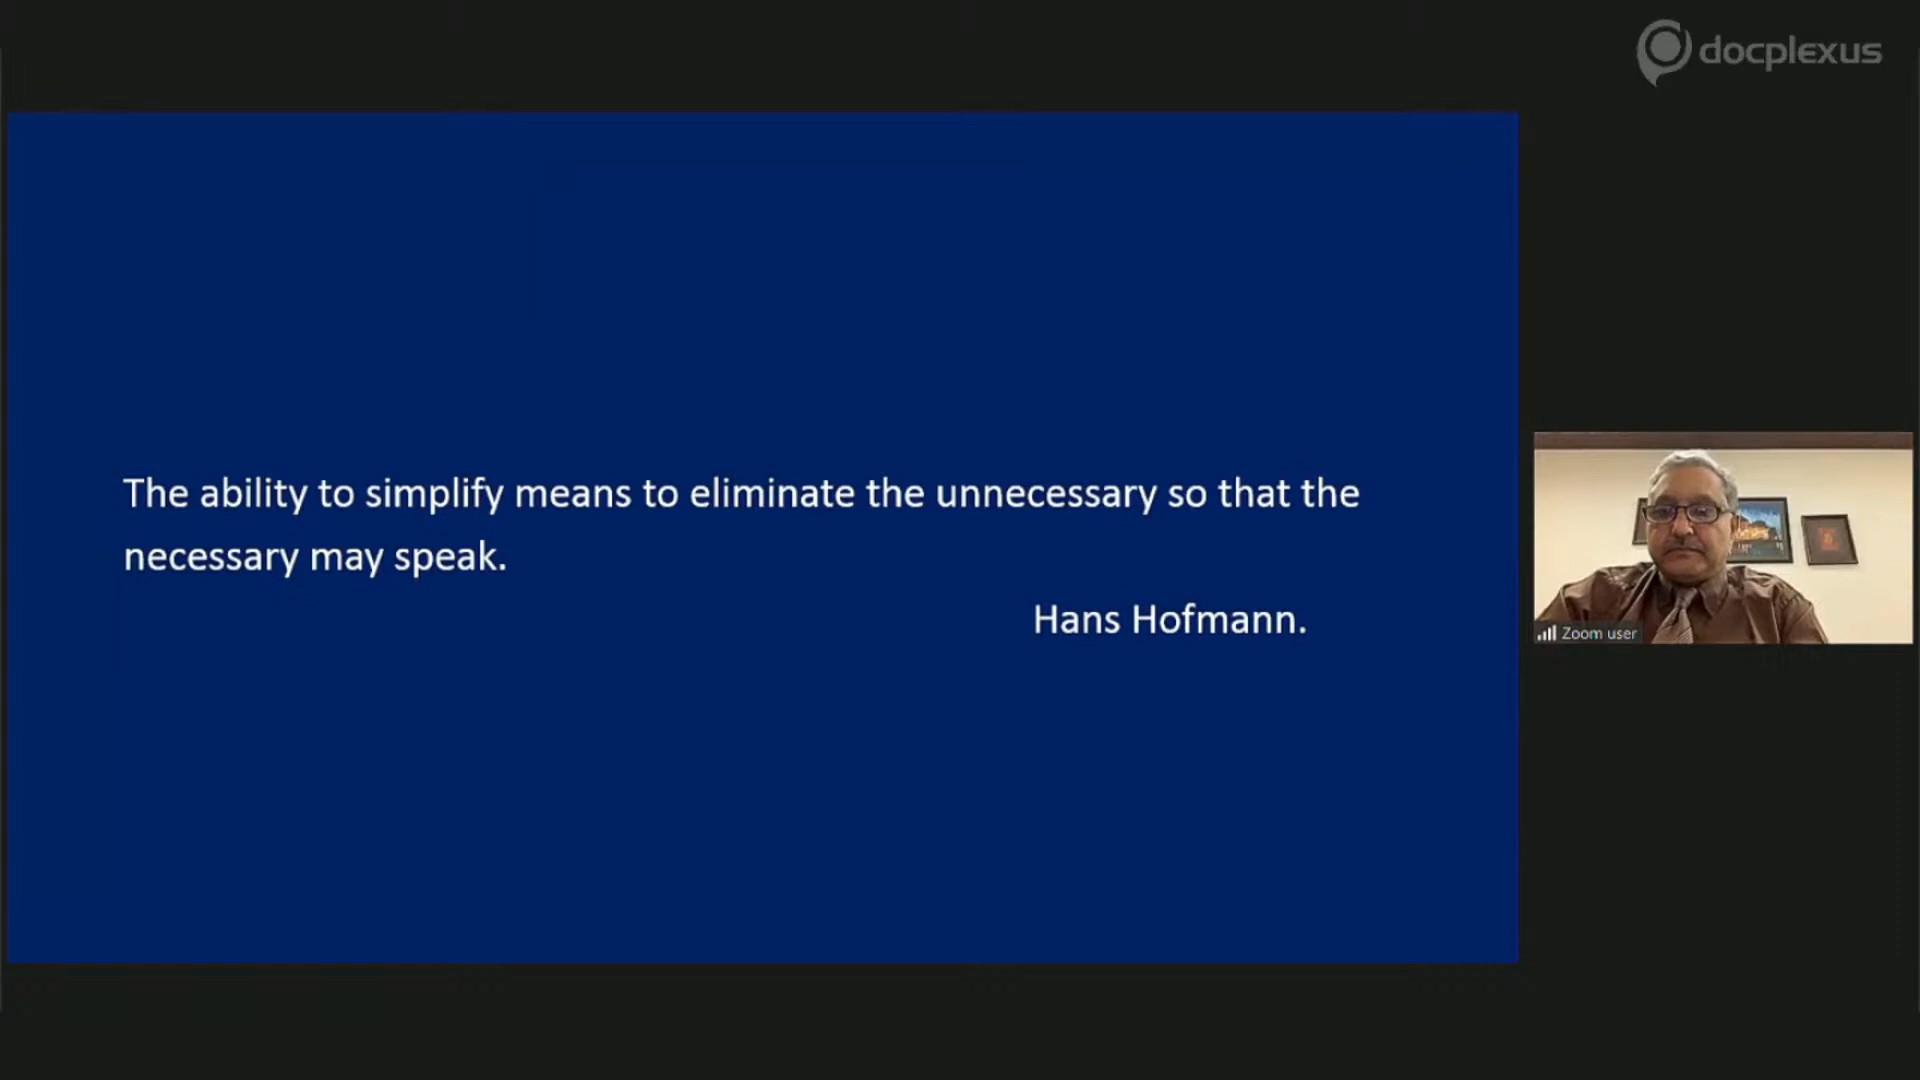 docplexus
The ability to simplify means to eliminate the unnecessary so that the
necessary may speak.
Hans Hofmann.
Zoom user